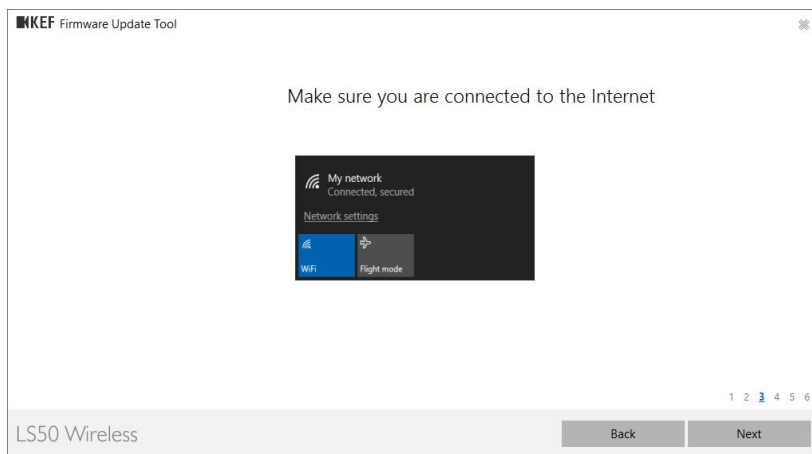 KEF Firmware Update Tool
Make sure you are connected to the Internet
My network
Connected, secured
Network settings
WiFi
Flight mode
1 2 3 4 5 6
LS50 Wireless
Back
Next